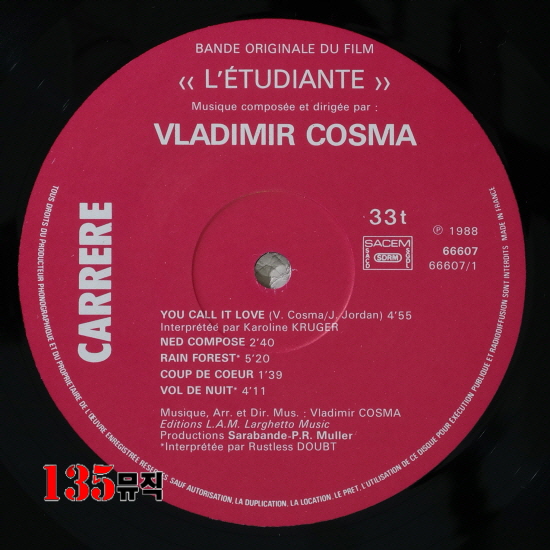 BANDE ORIGINALE DU FILM
« L'ÉTUDIANTE »
Musique composée et dirigée par :
VLADIMIR COSMA
CARRERE
33t
SACEM
SACD
SDRM
SGDL
℗ 1988
66607
66607/1
YOU CALL IT LOVE (V. Cosma/J. Jordan) 4'55
Interprétée par Karoline KRUGER
NED COMPOSE 2'40
RAIN FOREST* 5'20
COUP DE COEUR 1'39
VOL DE NUIT* 4'11
Musique, Arr. et Dir. Mus. : Vladimir COSMA
Editions L.A.M. Larghetto Music
Productions Sarabande-P.R. Muller
*Interprétée par Rustless DOUBT
TOUS DROITS DU PRODUCTEUR PHONOGRAPHIQUE ET DU PROPRIETAIRE DE L'ŒUVRE ENREGISTREE RESERVES. SAUF AUTORISATION, LA DUPLICATION, LA LOCATION, LE PRET, L'UTILISATION DE CE DISQUE POUR EXECUTION PUBLIQUE ET RADIODIFFUSION SONT INTERDITS MADE IN FRANCE
135뮤직